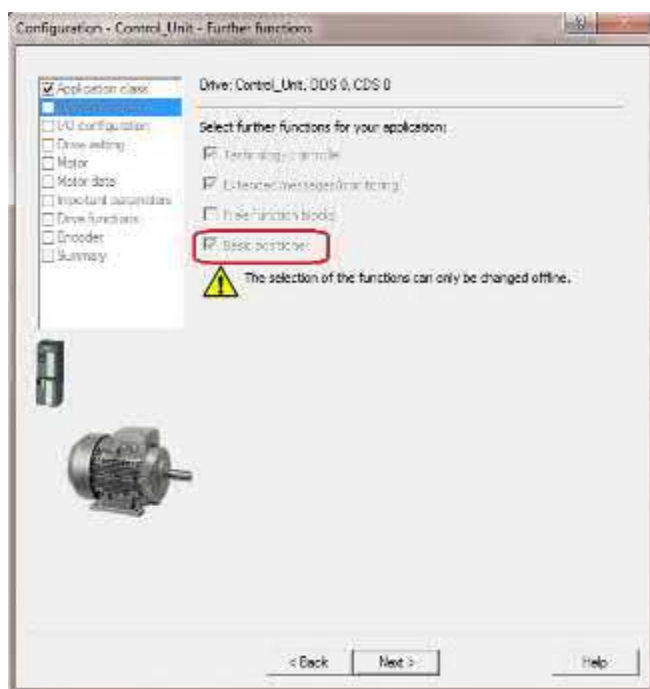 Configuration - Control_Unit - Further functions
Application class
I/O configuration
Drive setting
Motor
Motor data
Important parameters
Drive functions
Encoder
Summary
Drive: Control_Unit, DDS 0, CDS 0
Select further functions for your application:
Technology controller
Extended messages/monitoring
Free function blocks
Basic positioner
The selection of the functions can only be changed offline.
< Back
Next >
Help